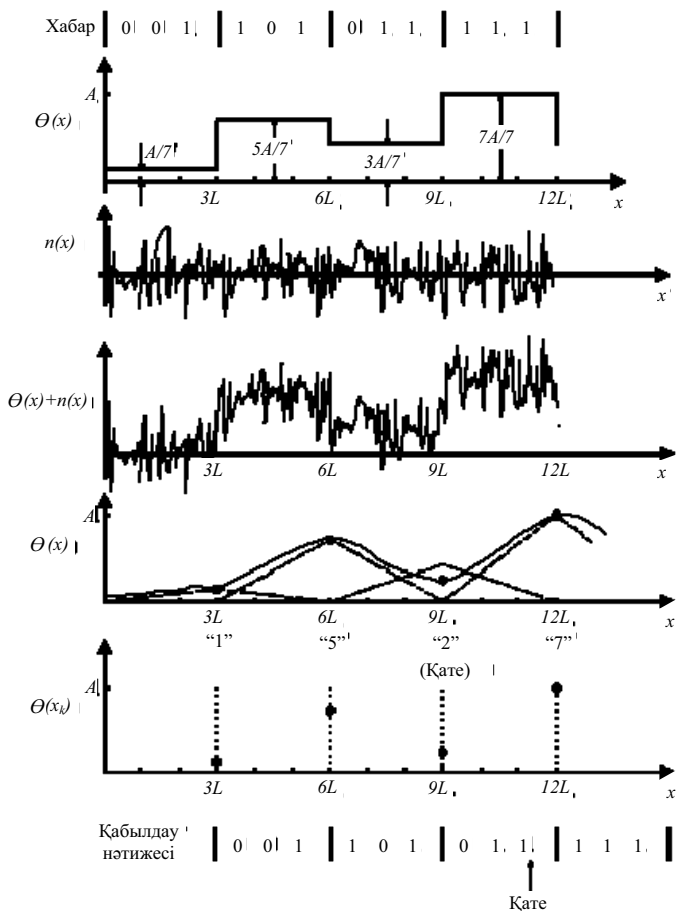 Хабар 0 0 1 1 0 1 0 1 1 1 1 1
A
Ө(x)
A/7 5A/7 3A/7 7A/7
3L 6L 9L 12L x
n(x)
x
Ө(x)+n(x)
3L 6L 9L 12L x
A
Ө(x)
3L 6L 9L 12L x
“1” “5” “2” “7”
(Қате)
A
Ө(xₖ)
3L 6L 9L 12L x
Қабылдау
нәтижесі 0 0 1 1 0 1 0 1 1 1 1 1
Қате